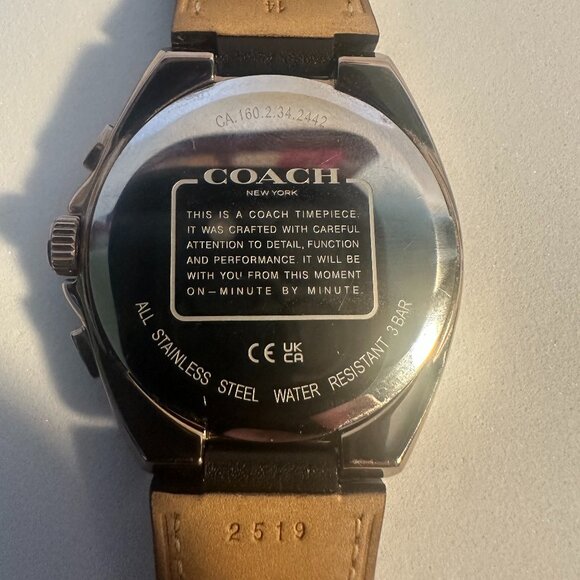 14
CA.160.2.34.2442
COACH
NEW YORK
THIS IS A COACH TIMEPIECE.
IT WAS CRAFTED WITH CAREFUL
ATTENTION TO DETAIL, FUNCTION
AND PERFORMANCE. IT WILL BE
WITH YOU FROM THIS MOMENT
ON—MINUTE BY MINUTE.
CE UK
CA
ALL STAINLESS STEEL WATER RESISTANT 3 BAR
2519